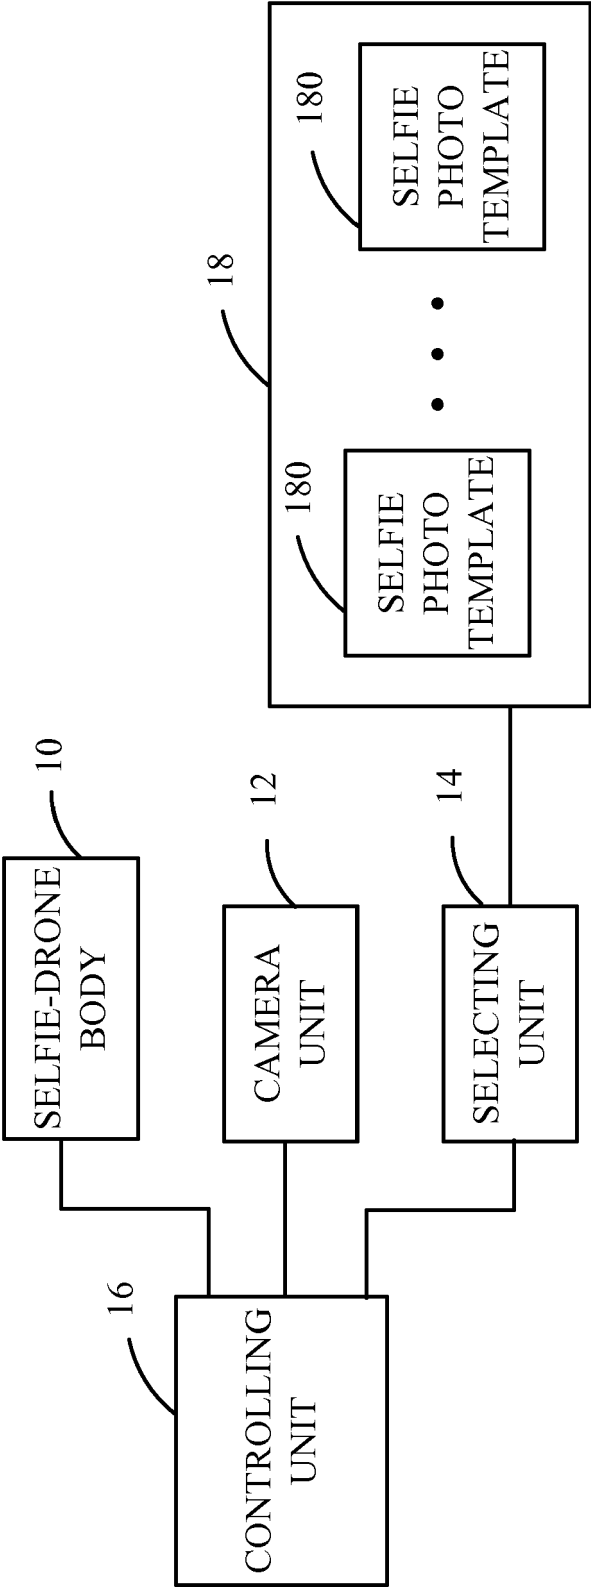 16
CONTROLLING
UNIT
10
SELFIE-DRONE
BODY
12
CAMERA
UNIT
14
SELECTING
UNIT
18
180
SELFIE
PHOTO
TEMPLATE
180
SELFIE
PHOTO
TEMPLATE